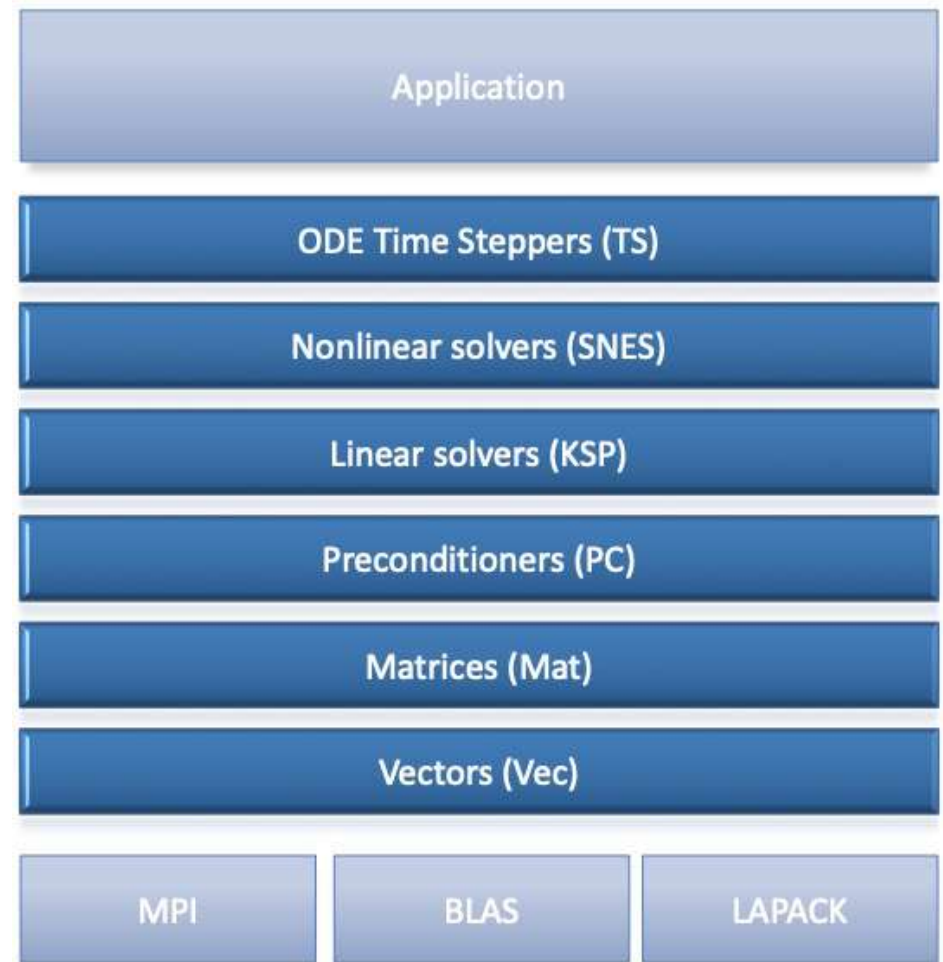 Application
ODE Time Steppers (TS)
Nonlinear solvers (SNES)
Linear solvers (KSP)
Preconditioners (PC)
Matrices (Mat)
Vectors (Vec)
MPI BLAS LAPACK